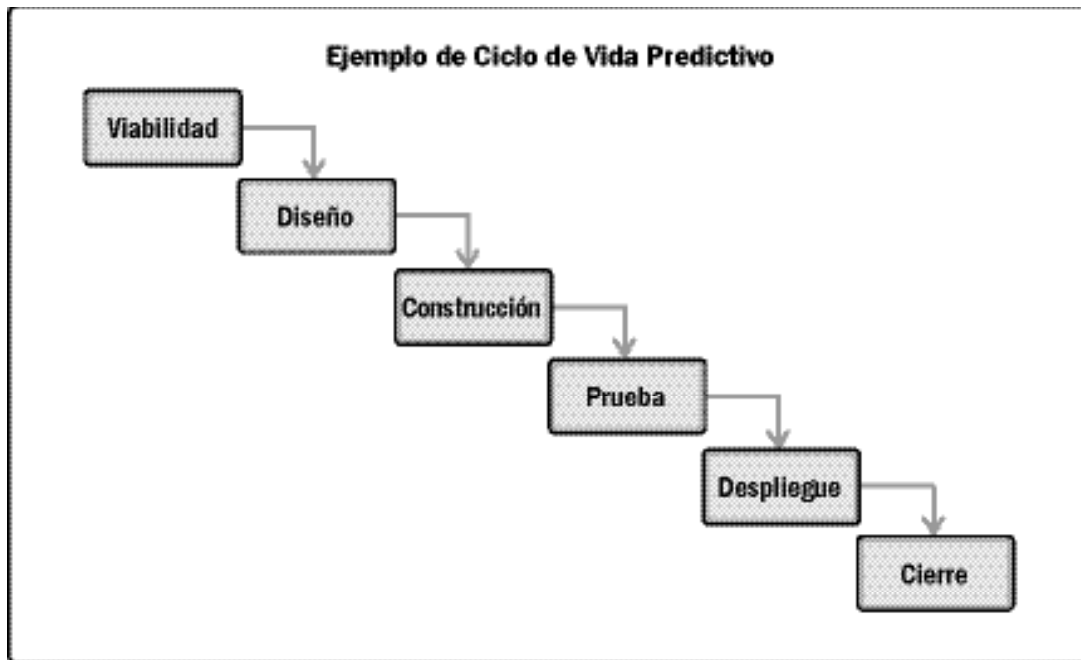 Ejemplo de Ciclo de Vida Predictivo
Viabilidad
Diseño
Construcción
Prueba
Despliegue
Cierre